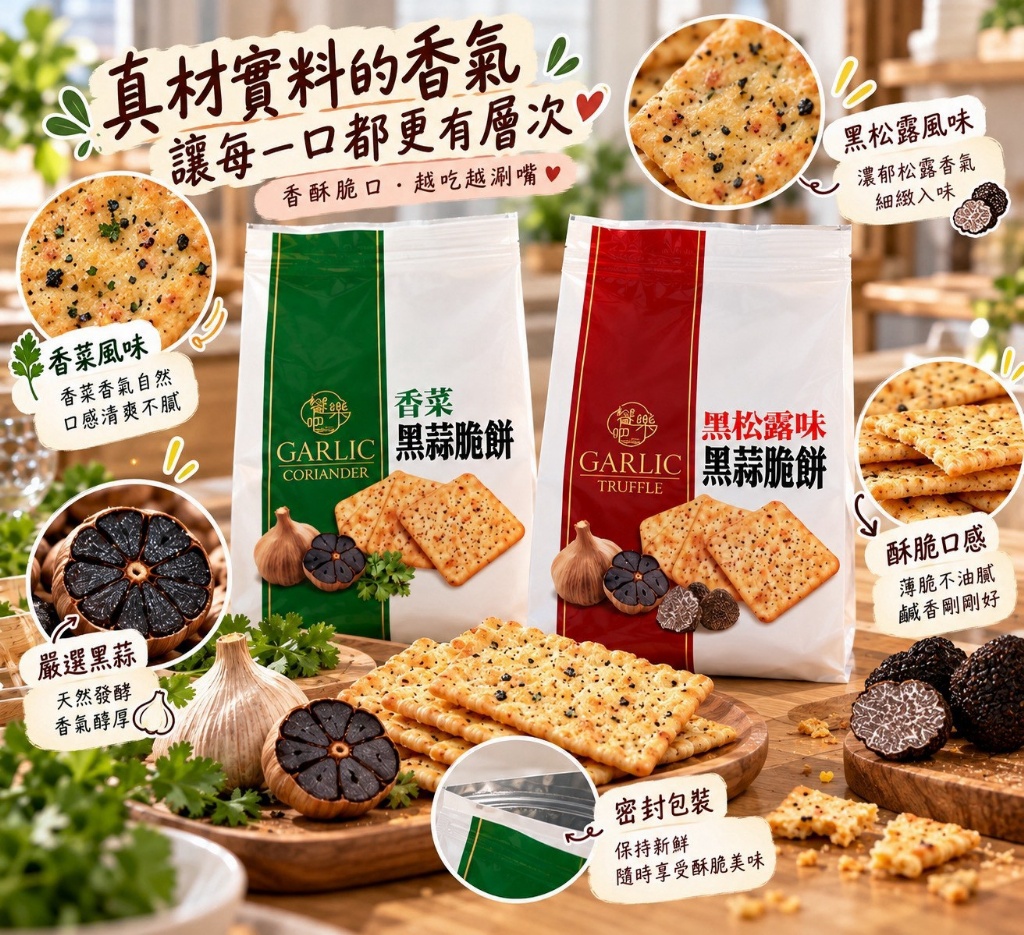 真材實料的香氣
讓每一口都更有層次
香酥脆口·越吃越涮嘴
黑松露風味
濃郁松露香氣
細緻入味
香菜風味
香菜香氣自然
口感清爽不膩
饗樂吧
GARLIC
CORIANDER
香菜
黑蒜脆餅
饗樂吧
GARLIC
TRUFFLE
黑松露味
黑蒜脆餅
酥脆口感
薄脆不油膩
鹹香剛剛好
嚴選黑蒜
天然發酵
香氣醇厚
密封包裝
保持新鮮
隨時享受酥脆美味